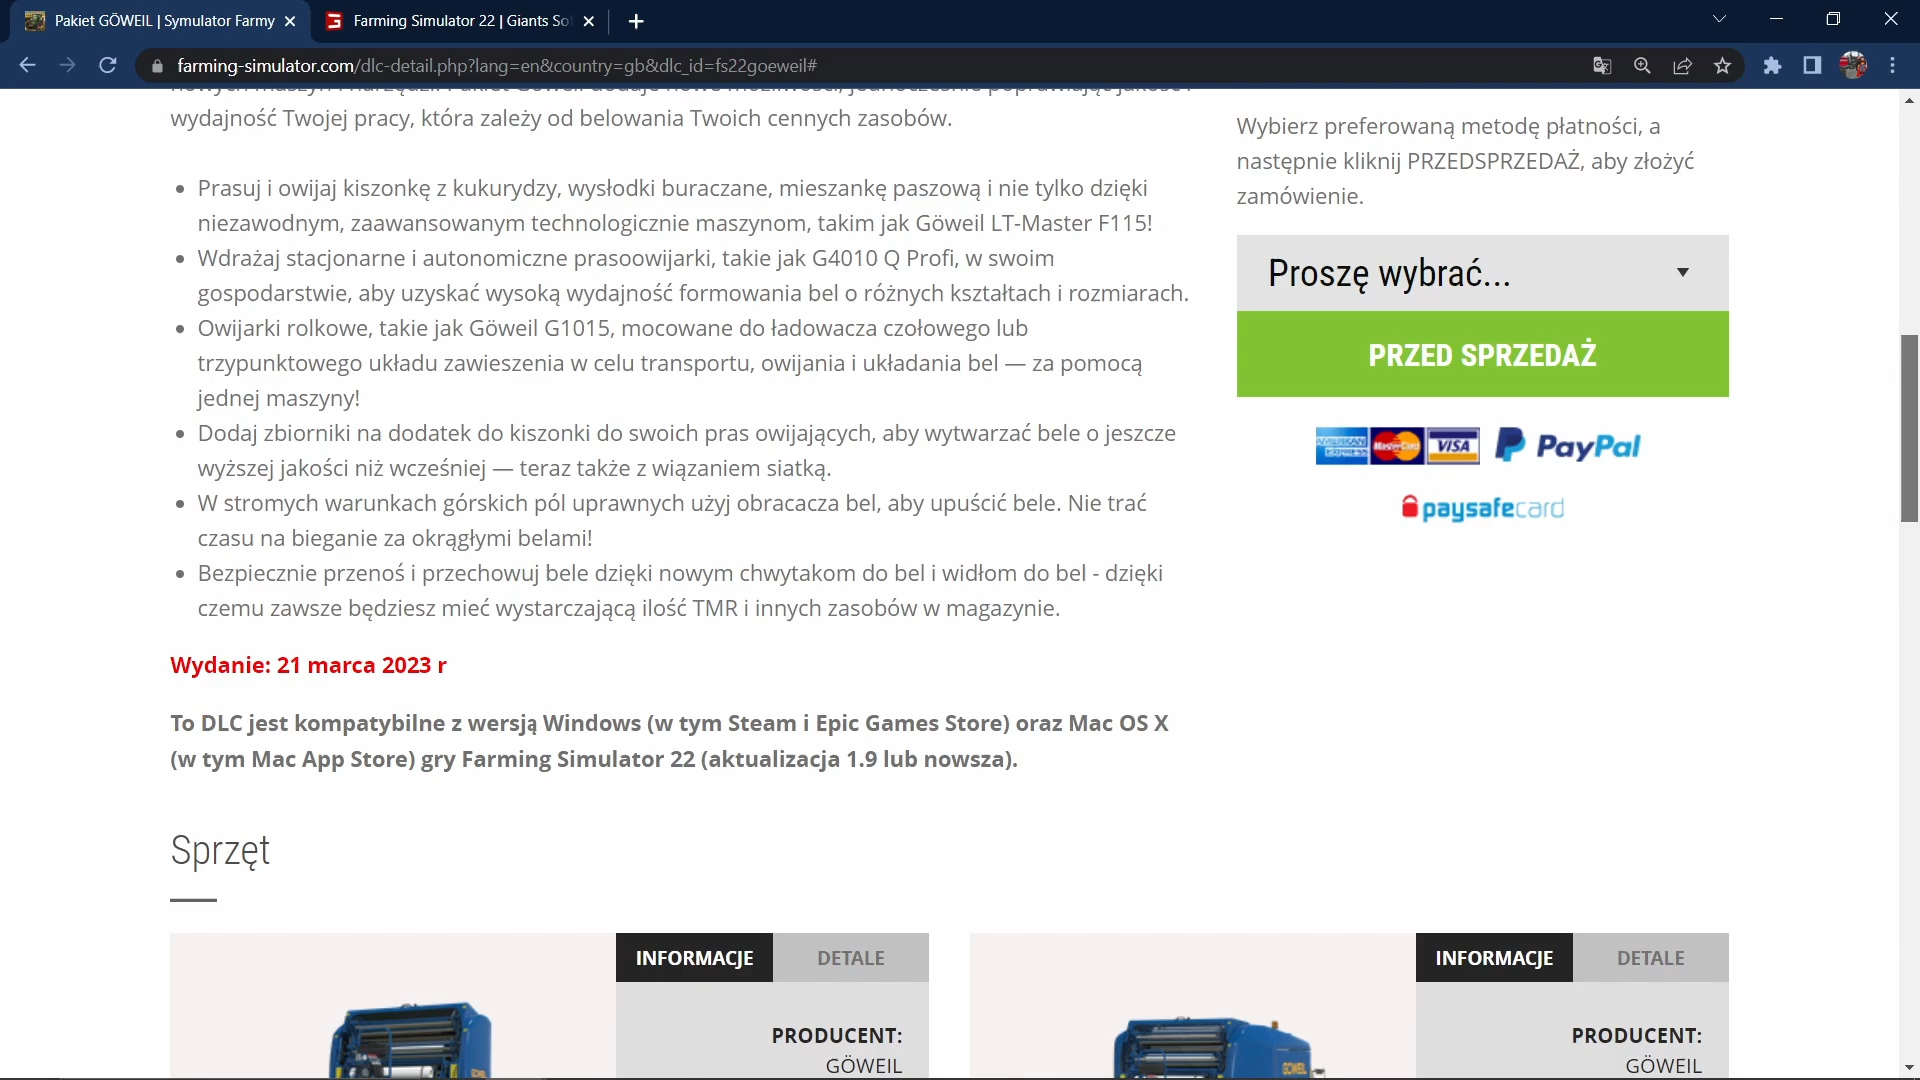 Pakiet GÖWEIL | Symulator Farmy
Farming Simulator 22 | Giants So
farming-simulator.com/dlc-detail.php?lang=en&country=gb&dlc_id=fs22goeweil#
wydajność Twojej pracy, która zależy od belowania Twoich cennych zasobów.
Prasuj i owijaj kiszonkę z kukurydzy, wysłodki buraczane, mieszankę paszową i nie tylko dzięki
niezawodnym, zaawansowanym technologicznie maszynom, takim jak Göweil LT-Master F115!
Wdrażaj stacjonarne i autonomiczne prasoowijarki, takie jak G4010 Q Profi, w swoim
gospodarstwie, aby uzyskać wysoką wydajność formowania bel o różnych kształtach i rozmiarach.
Owijarki rolkowe, takie jak Göweil G1015, mocowane do ładowacza czołowego lub
trzypunktowego układu zawieszenia w celu transportu, owijania i układania bel — za pomocą
jednej maszyny!
Dodaj zbiorniki na dodatek do kiszonki do swoich pras owijających, aby wytwarzać bele o jeszcze
wyższej jakości niż wcześniej — teraz także z wiązaniem siatką.
W stromych warunkach górskich pól uprawnych użyj obracacza bel, aby upuścić bele. Nie trać
czasu na bieganie za okrągłymi belami!
Bezpiecznie przenoś i przechowuj bele dzięki nowym chwytakom do bel i widłom do bel - dzięki
czemu zawsze będziesz mieć wystarczającą ilość TMR i innych zasobów w magazynie.
Wydanie: 21 marca 2023 r
To DLC jest kompatybilne z wersją Windows (w tym Steam i Epic Games Store) oraz Mac OS X
(w tym Mac App Store) gry Farming Simulator 22 (aktualizacja 1.9 lub nowsza).
Wybierz preferowaną metodę płatności, a
następnie kliknij PRZEDSPRZEDAŻ, aby złożyć
zamówienie.
Proszę wybrać...
PRZED SPRZEDAŻ
MasterCard VISA PayPal
paysafecard
Sprzęt
INFORMACJE DETALE
PRODUCENT:
GÖWEIL
INFORMACJE DETALE
PRODUCENT:
GÖWEIL